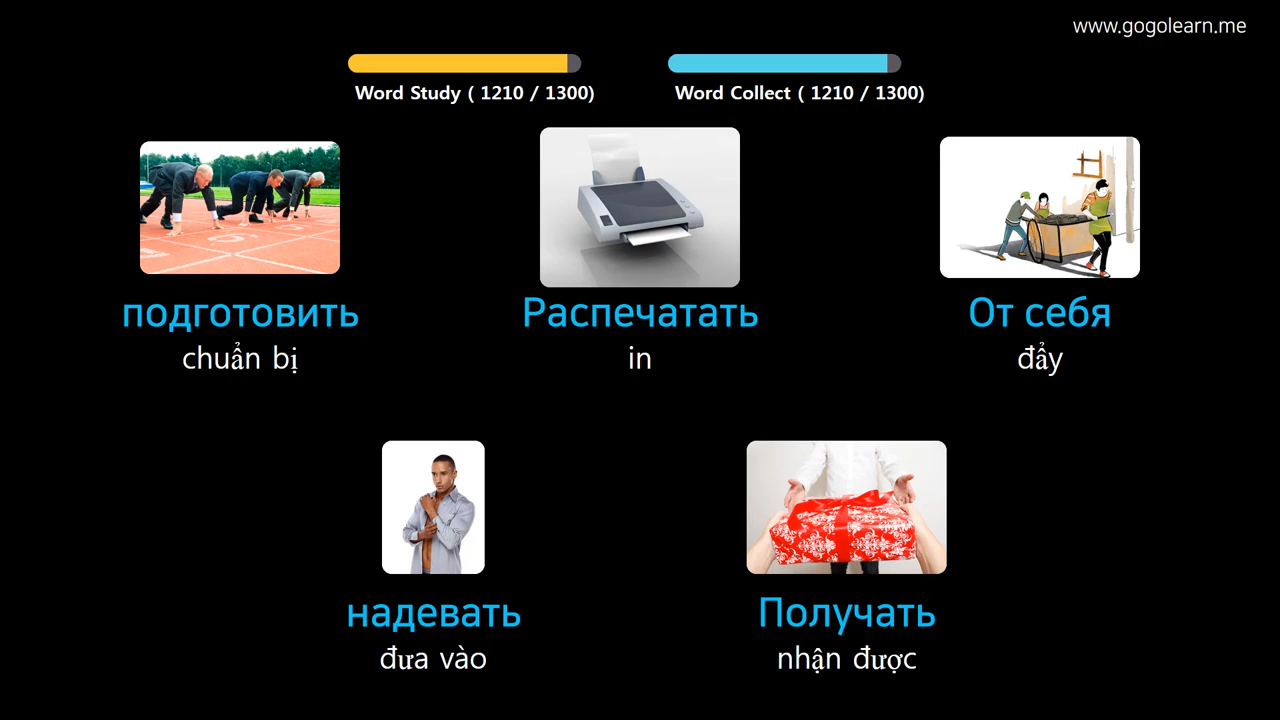 www.gogolearn.me
Word Study ( 1210 / 1300)
Word Collect ( 1210 / 1300)
подготовить
chuẩn bị
Распечатать
in
От себя
đẩy
надевать
đưa vào
Получать
nhận được